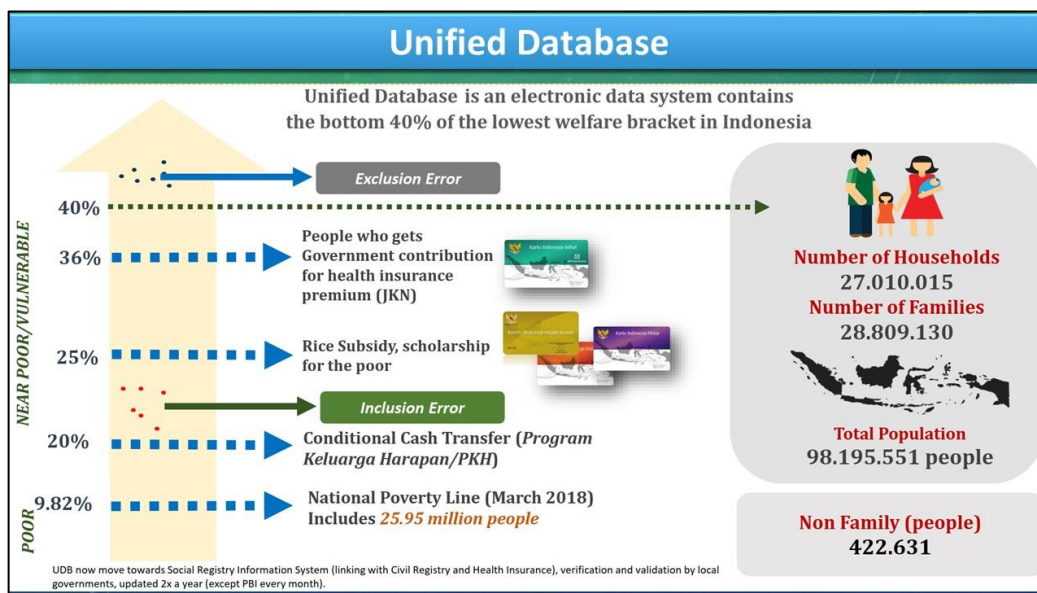 Unified Database
Unified Database is an electronic data system contains
the bottom 40% of the lowest welfare bracket in Indonesia
Exclusion Error
40%
36%
People who gets
Government contribution
for health insurance
premium (JKN)
Kartu Indonesia Sehat
25%
Rice Subsidy, scholarship
for the poor
Kartu Indonesia Pintar
Inclusion Error
20%
Conditional Cash Transfer (Program
Keluarga Harapan/PKH)
9.82%
National Poverty Line (March 2018)
Includes 25.95 million people
NEAR POOR/VULNERABLE
POOR
Number of Households
27.010.015
Number of Families
28.809.130
Total Population
98.195.551 people
Non Family (people)
422.631
UDB now move towards Social Registry Information System (linking with Civil Registry and Health Insurance), verification and validation by local
governments, updated 2x a year (except PBI every month).